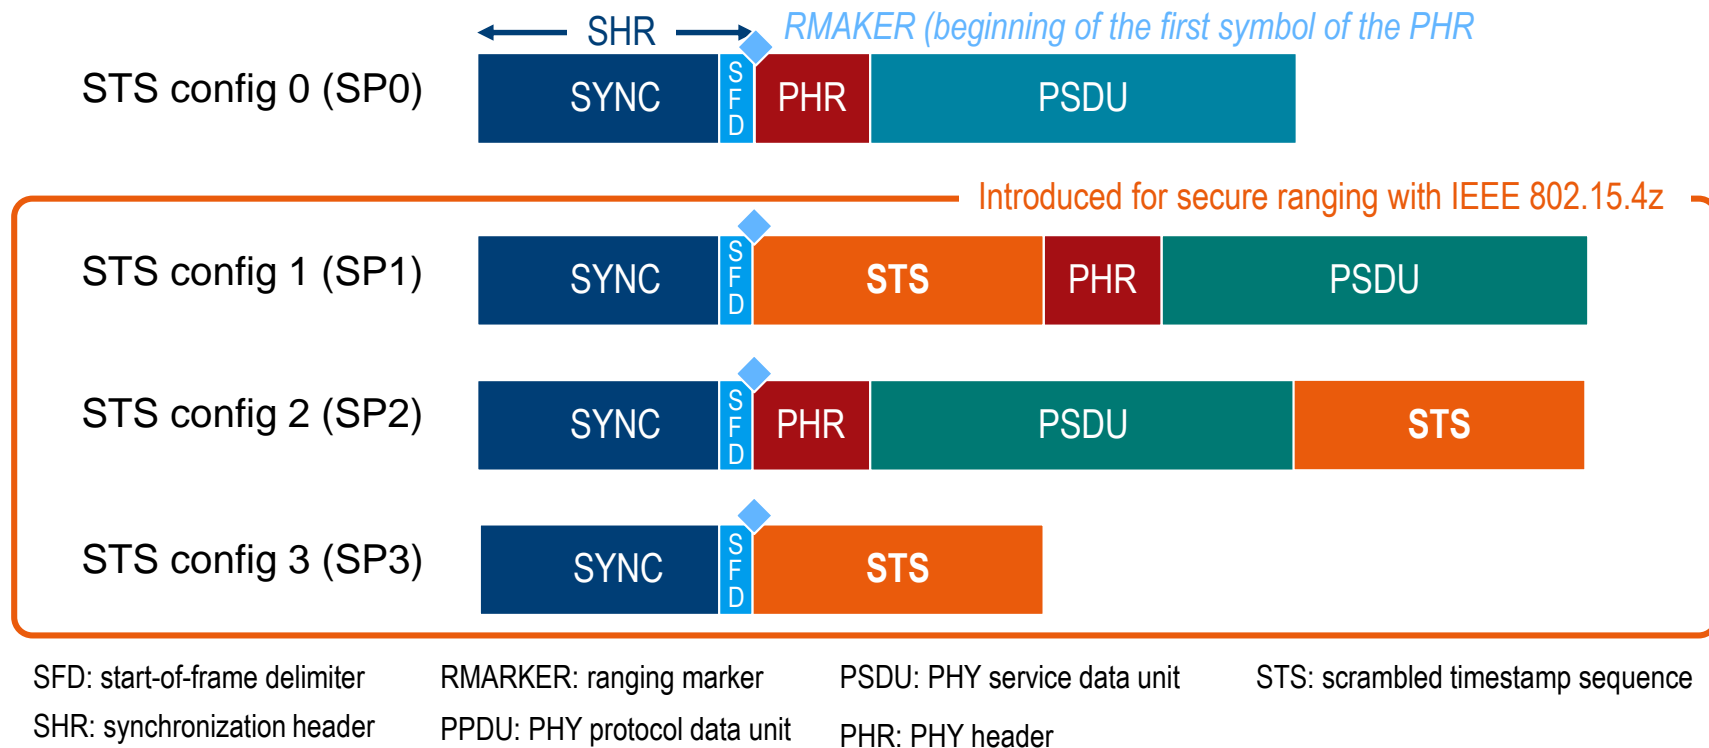 SHR RMAKER (beginning of the first symbol of the PHR
STS config 0 (SP0) SYNC SFD PHR PSDU
Introduced for secure ranging with IEEE 802.15.4z
STS config 1 (SP1) SYNC SFD STS PHR PSDU
STS config 2 (SP2) SYNC SFD PHR PSDU STS
STS config 3 (SP3) SYNC SFD STS
SFD: start-of-frame delimiter RMARKER: ranging marker PSDU: PHY service data unit STS: scrambled timestamp sequence
SHR: synchronization header PPDU: PHY protocol data unit PHR: PHY header